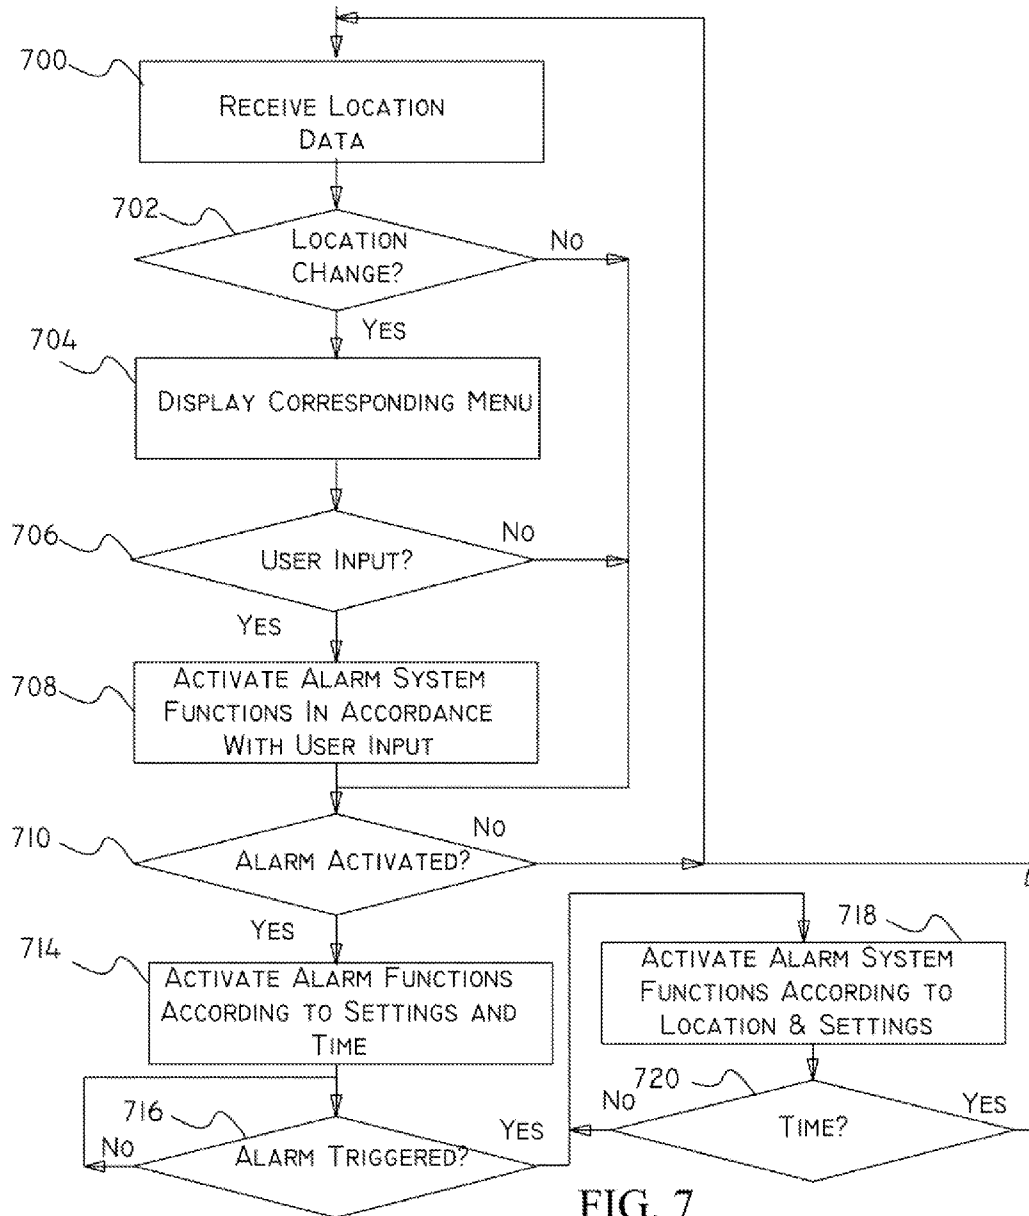 700
RECEIVE LOCATION
DATA
702
LOCATION
CHANGE?
NO
YES
704
DISPLAY CORRESPONDING MENU
706
USER INPUT?
NO
YES
708
ACTIVATE ALARM SYSTEM
FUNCTIONS IN ACCORDANCE
WITH USER INPUT
710
ALARM ACTIVATED?
NO
YES
714
ACTIVATE ALARM FUNCTIONS
ACCORDING TO SETTINGS AND
TIME
716
ALARM TRIGGERED?
NO
YES
718
ACTIVATE ALARM SYSTEM
FUNCTIONS ACCORDING TO
LOCATION & SETTINGS
720
TIME?
NO
YES
FIG. 7